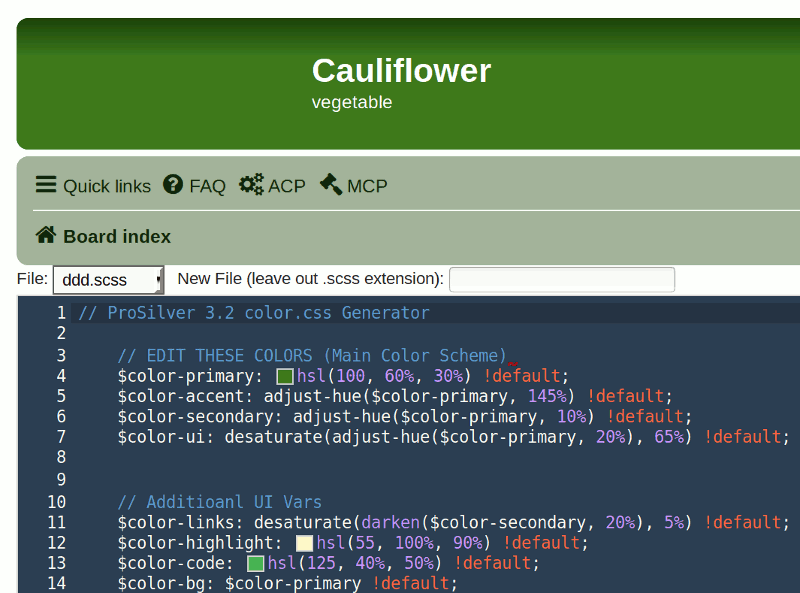 Cauliflower
vegetable
Quick links FAQ ACP MCP
Board index
File: ddd.scss New File (leave out .scss extension):
1 // ProSilver 3.2 color.css Generator
2
3 // EDIT THESE COLORS (Main Color Scheme)
4 $color-primary: hsl(100, 60%, 30%) !default;
5 $color-accent: adjust-hue($color-primary, 145%) !default;
6 $color-secondary: adjust-hue($color-primary, 10%) !default;
7 $color-ui: desaturate(adjust-hue($color-primary, 20%), 65%) !default;
8
9
10 // Additioanl UI Vars
11 $color-links: desaturate(darken($color-secondary, 20%), 5%) !default;
12 $color-highlight: hsl(55, 100%, 90%) !default;
13 $color-code: hsl(125, 40%, 50%) !default;
14 $color-bg: $color-primary !default;